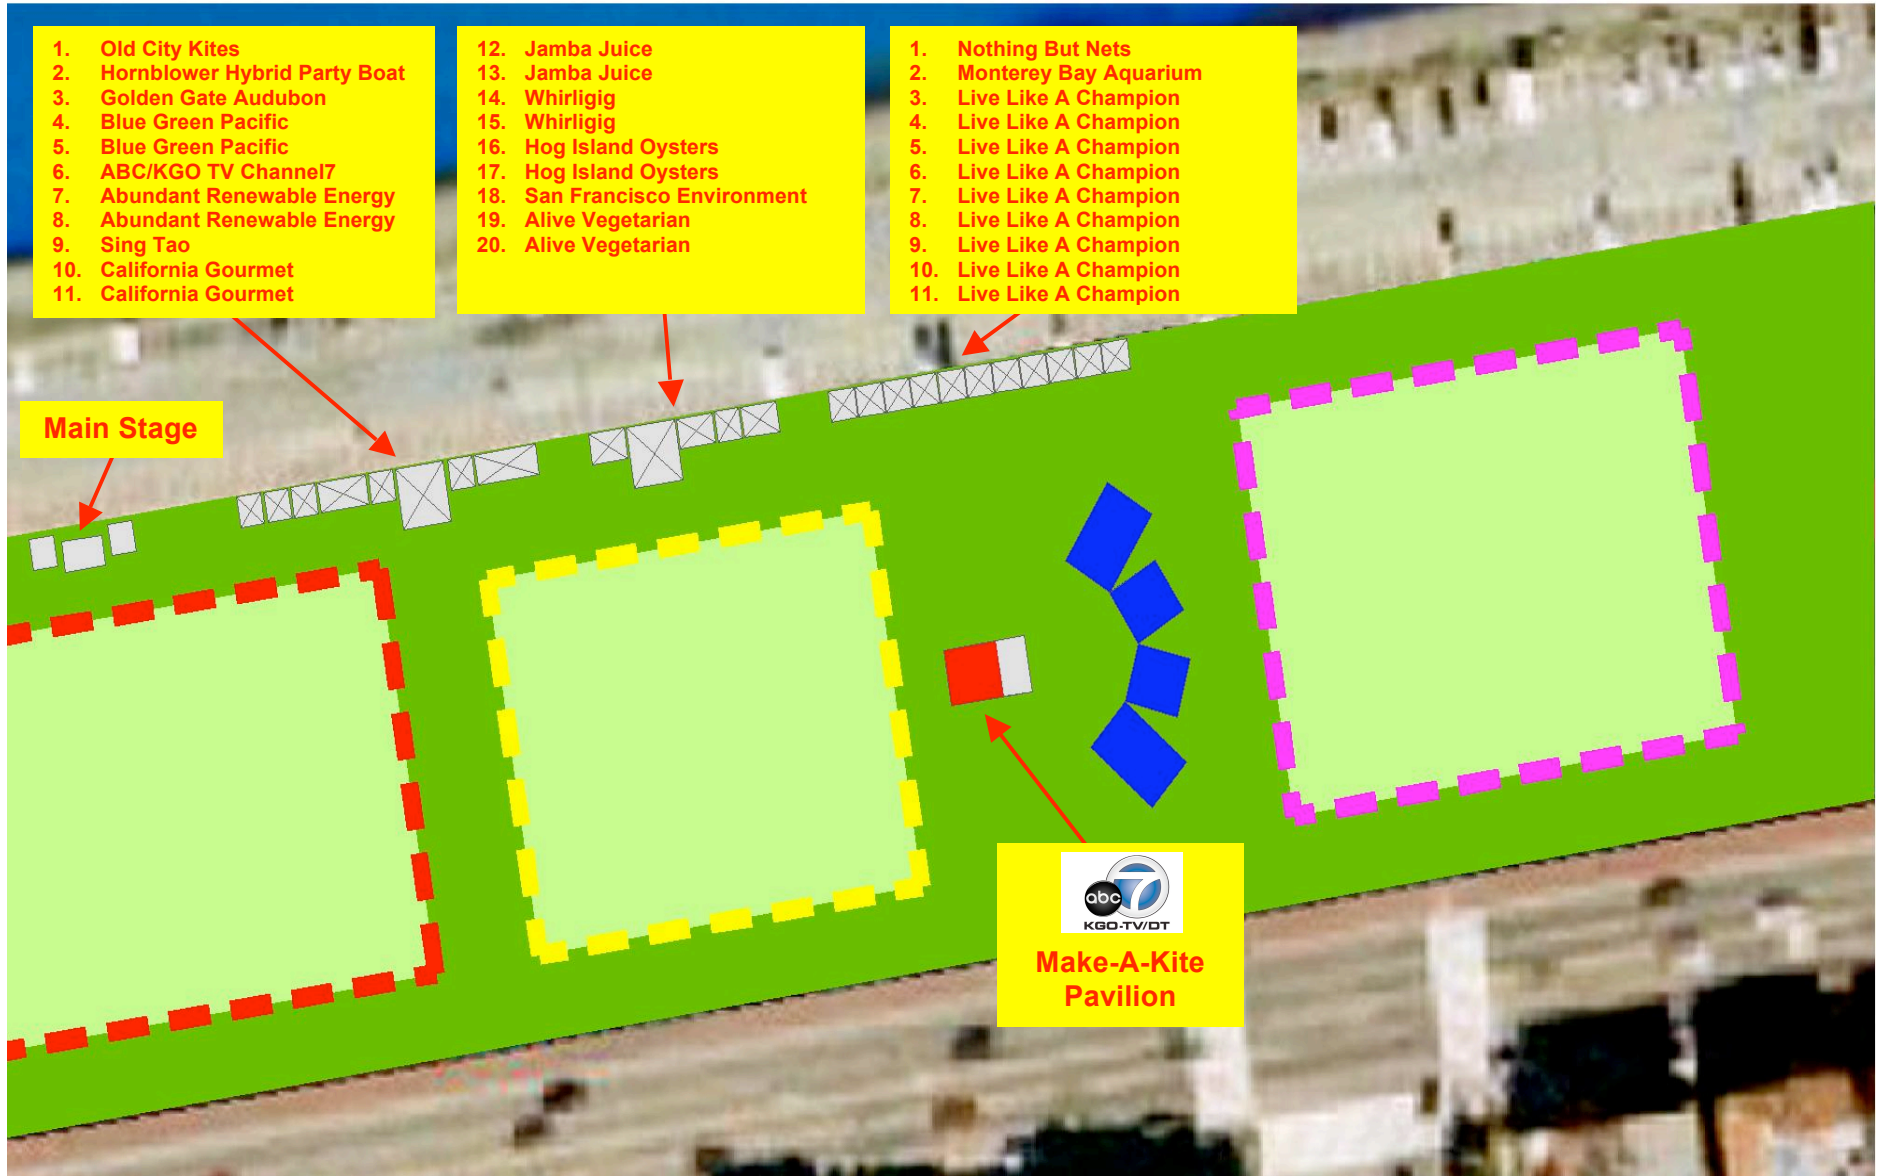 1. Old City Kites
2. Hornblower Hybrid Party Boat
3. Golden Gate Audubon
4. Blue Green Pacific
5. Blue Green Pacific
6. ABC/KGO TV Channel7
7. Abundant Renewable Energy
8. Abundant Renewable Energy
9. Sing Tao
10. California Gourmet
11. California Gourmet
12. Jamba Juice
13. Jamba Juice
14. Whirligig
15. Whirligig
16. Hog Island Oysters
17. Hog Island Oysters
18. San Francisco Environment
19. Alive Vegetarian
20. Alive Vegetarian
1. Nothing But Nets
2. Monterey Bay Aquarium
3. Live Like A Champion
4. Live Like A Champion
5. Live Like A Champion
6. Live Like A Champion
7. Live Like A Champion
8. Live Like A Champion
9. Live Like A Champion
10. Live Like A Champion
11. Live Like A Champion
Main Stage
abc 7
KGO-TV/DT
Make-A-Kite
Pavilion